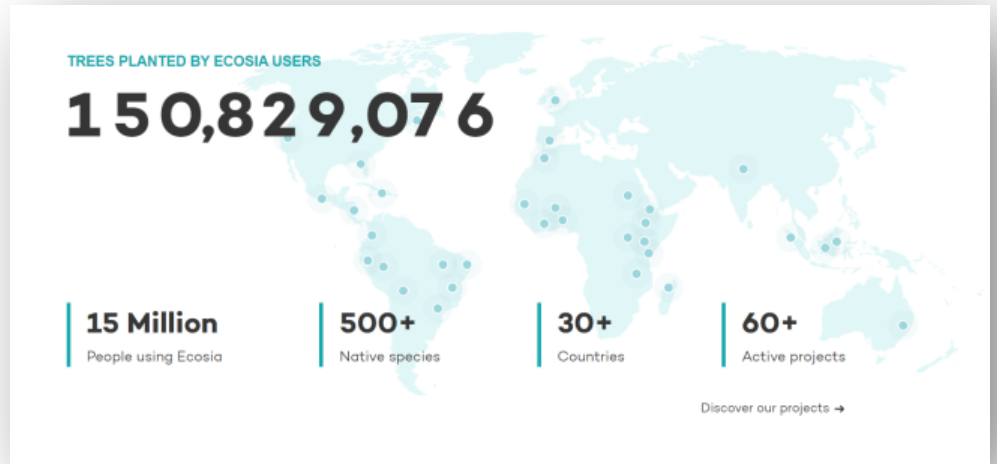 TREES PLANTED BY ECOSIA USERS
150,829,076
15 Million
People using Ecosia
500+
Native species
30+
Countries
60+
Active projects
Discover our projects →